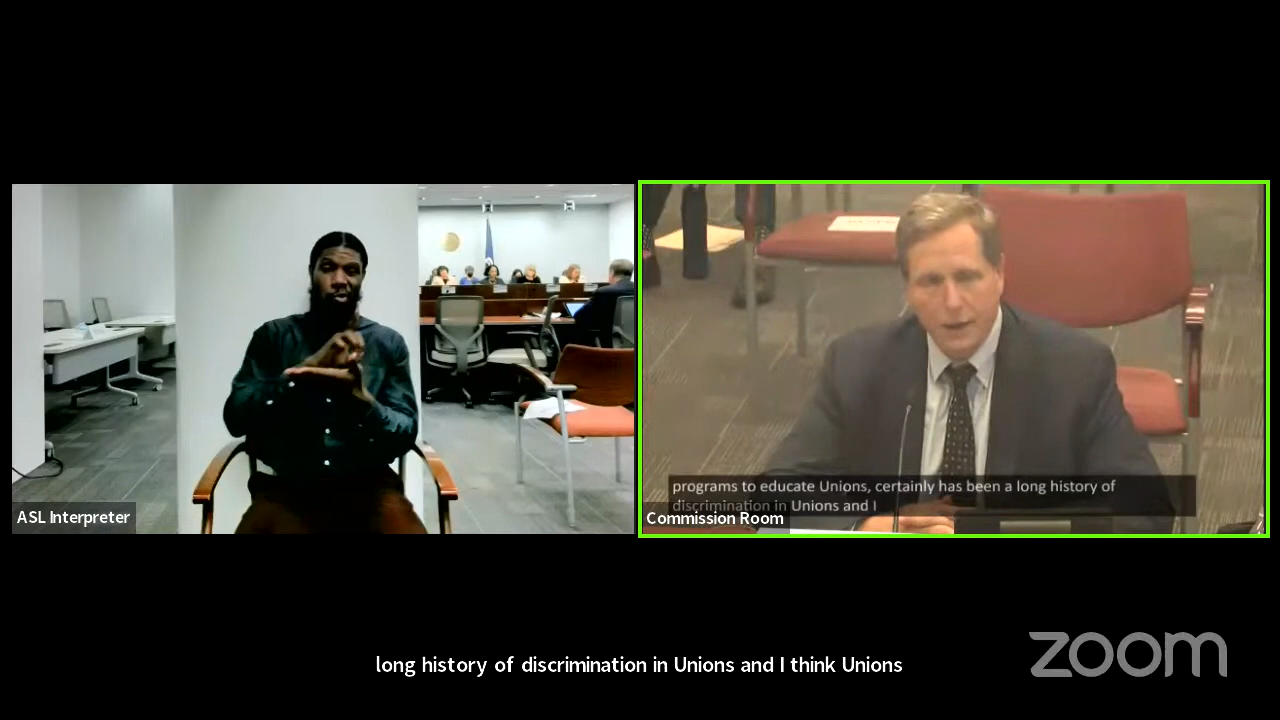 programs to educate Unions, certainly has been a long history of
discrimination in Unions and I
ASL Interpreter
Commission Room
long history of discrimination in Unions and I think Unions
zoom